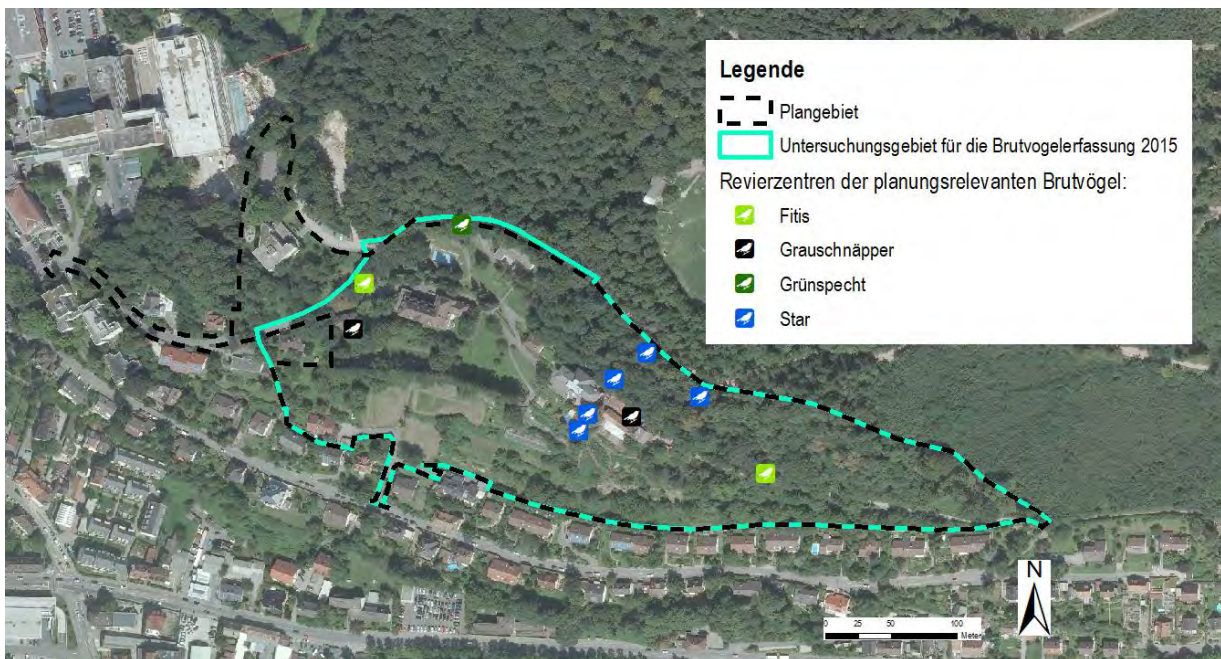 Legende
Plangebiet
Untersuchungsgebiet für die Brutvogelerfassung 2015
Revierzentren der planungsrelevanten Brutvögel:
Fitis
Grauschnäpper
Grünspecht
Star
N
0 25 50 100
Meter